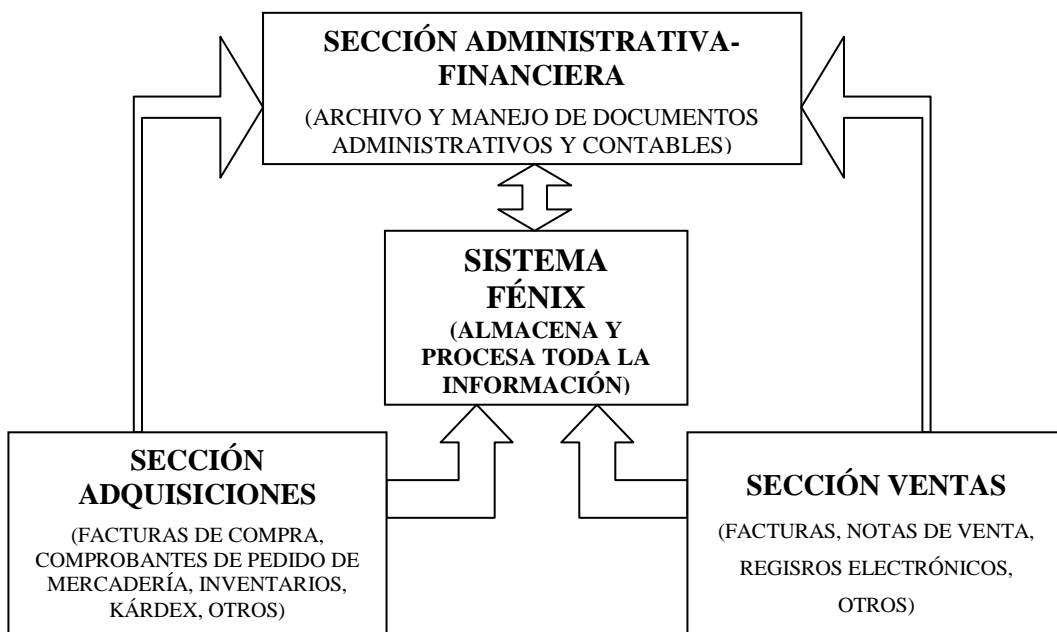 SECCIÓN ADMINISTRATIVA-
FINANCIERA
(ARCHIVO Y MANEJO DE DOCUMENTOS
ADMINISTRATIVOS Y CONTABLES)
SISTEMA
FÉNIX
(ALMACENA Y
PROCESA TODA LA
INFORMACIÓN)
SECCIÓN
ADQUISICIONES
(FACTURAS DE COMPRA,
COMPROBANTES DE PEDIDO DE
MERCADERÍA, INVENTARIOS,
KÁRDEX, OTROS)
SECCIÓN VENTAS
(FACTURAS, NOTAS DE VENTA,
REGISROS ELECTRÓNICOS,
OTROS)